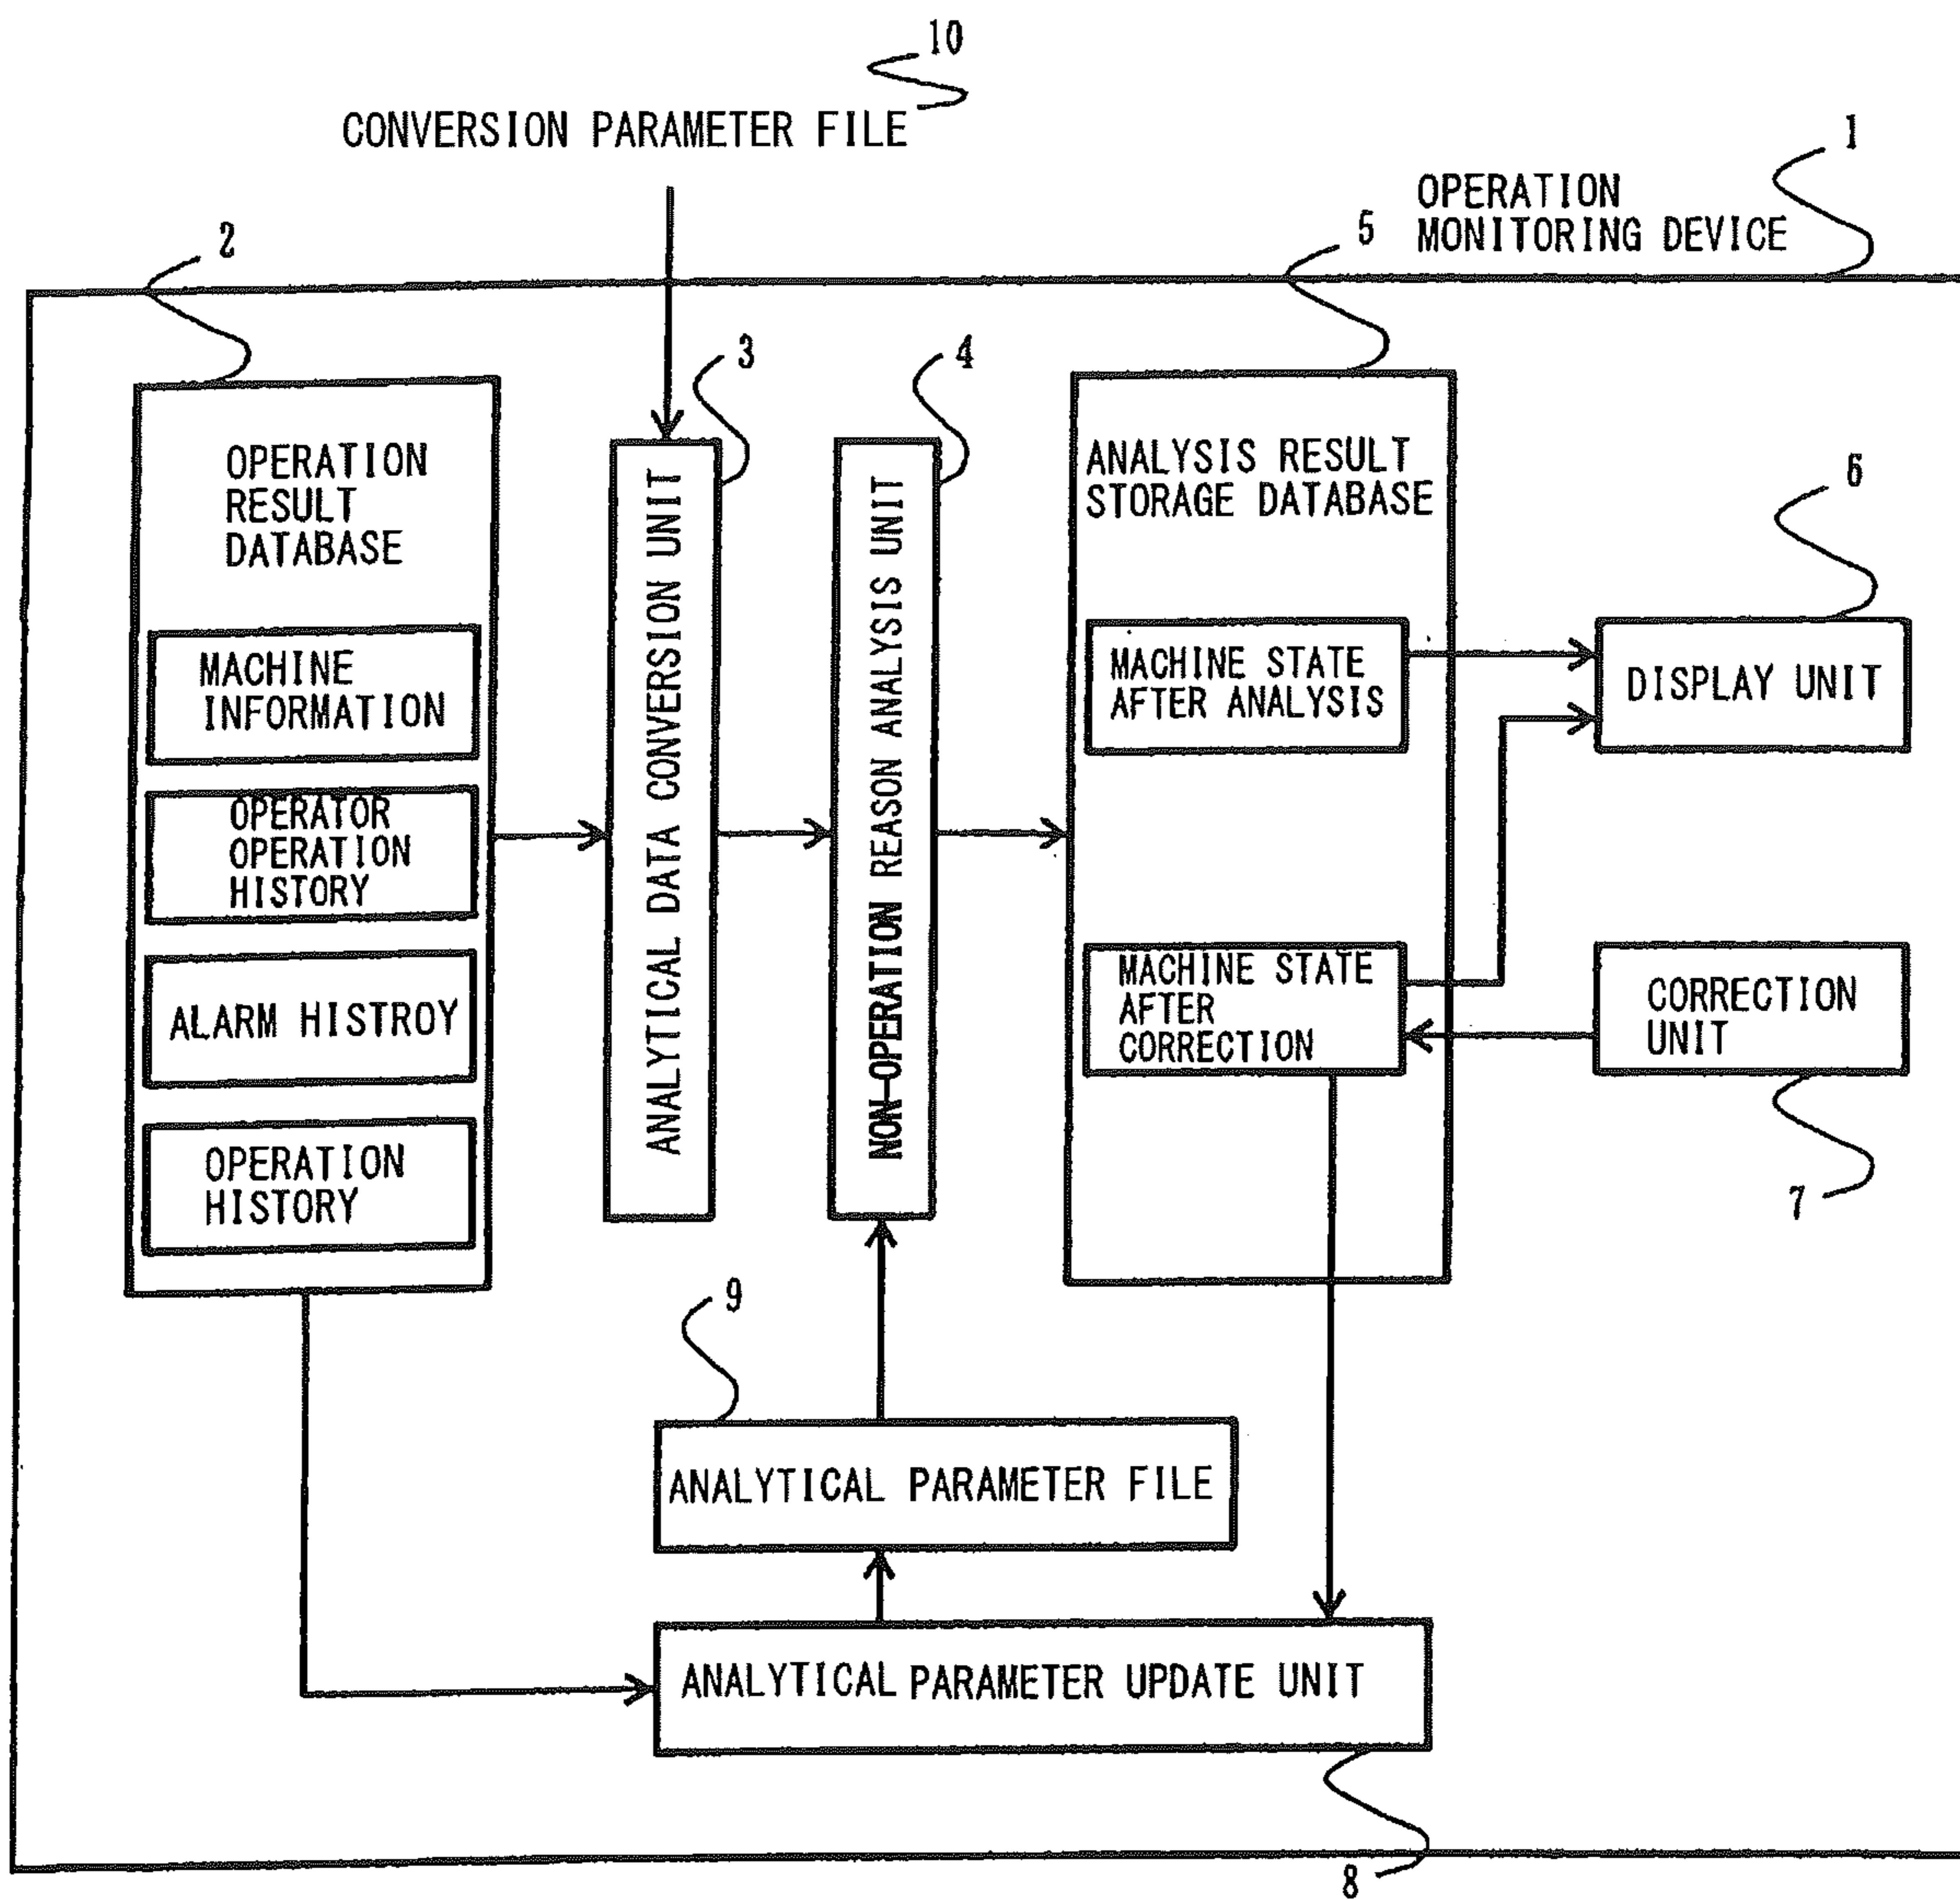 10
CONVERSION PARAMETER FILE
1
OPERATION
MONITORING DEVICE
2
5
3
4
OPERATION
RESULT
DATABASE
MACHINE
INFORMATION
OPERATOR
OPERATION
HISTORY
ALARM HISTROY
OPERATION
HISTORY
ANALYTICAL DATA CONVERSION UNIT
NON-OPERATION REASON ANALYSIS UNIT
ANALYSIS RESULT
STORAGE DATABASE
MACHINE STATE
AFTER ANALYSIS
MACHINE STATE
AFTER
CORRECTION
6
DISPLAY UNIT
CORRECTION
UNIT
7
9
ANALYTICAL PARAMETER FILE
ANALYTICAL PARAMETER UPDATE UNIT
8